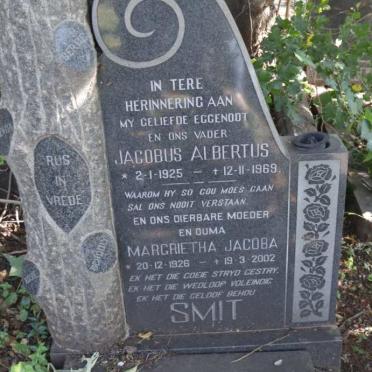 IN TERE
HERINNERING AAN
MY GELIEFDE EGGENOOT
EN ONS VADER
JACOBUS ALBERTUS
* 2-1-1925 – +12-11-1969
WAAROM HY SO GOU MOES GAAN
SAL ONS NOOIT VERSTAAN.
EN ONS DIERBARE MOEDER
EN OUMA
MARGRIETHA JACOBA
* 20-12-1926 – +19-3-2002
EK HET DIE GOEIE STRYD GESTRY.
EK HET DIE WEDLOOP VOLEINDIG
EK HET DIE GELOOF BEHOU
SMIT
RUS
IN
VREDE